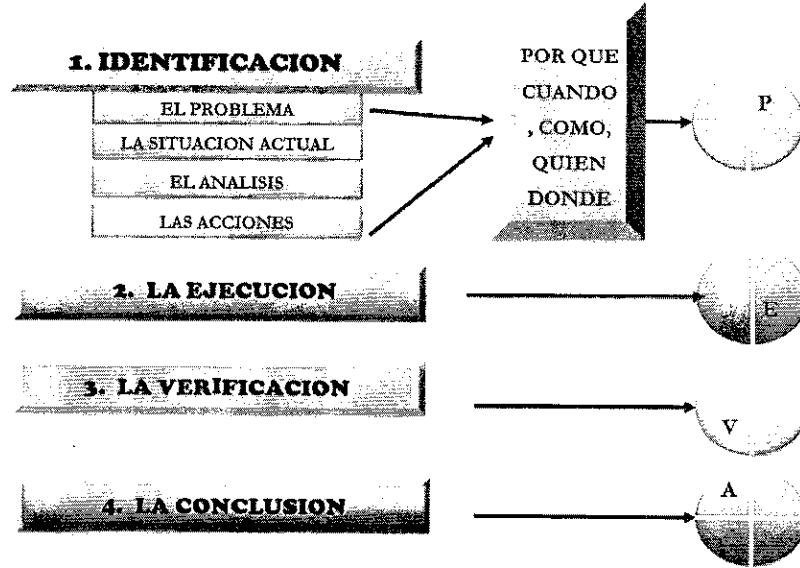 1. IDENTIFICACION
EL PROBLEMA
LA SITUACION ACTUAL
EL ANALISIS
LAS ACCIONES
POR QUE
CUANDO
, COMO,
QUIEN
DONDE
P
2. LA EJECUCION
E
3. LA VERIFICACION
V
4. LA CONCLUSION
A